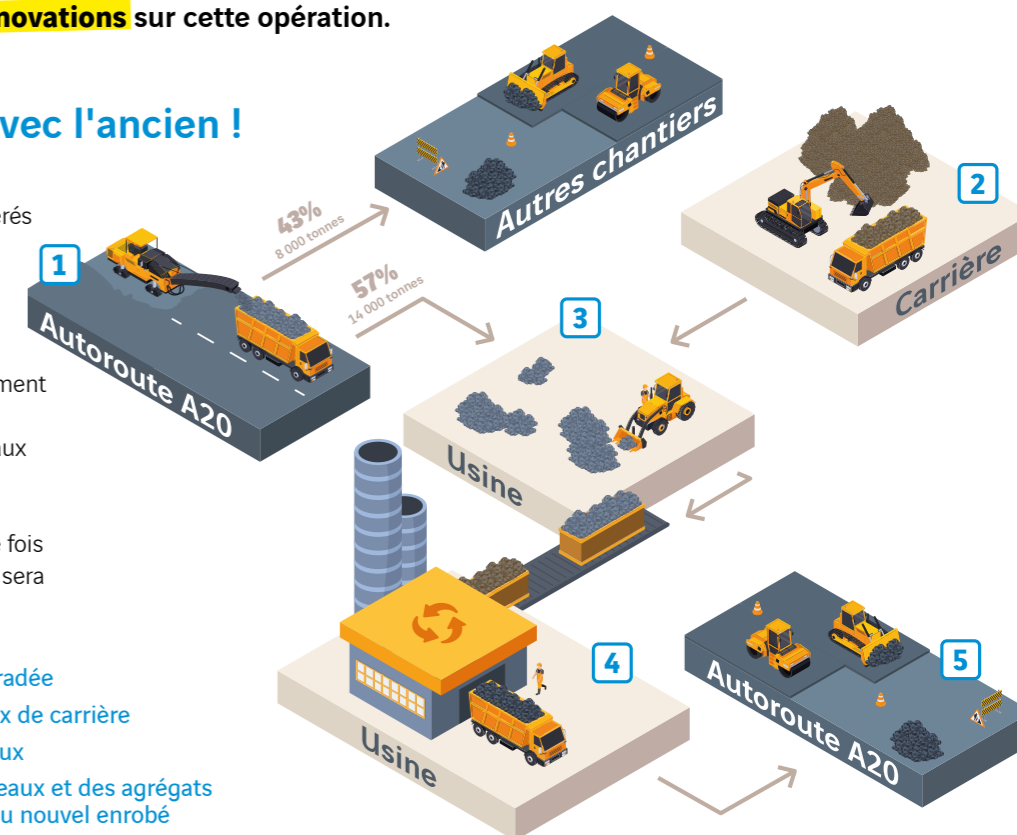 novations sur cette opération.
vec l'ancien !
érés
ment
aux
e fois
sera
radée
x de carrière
ux
eaux et des agrégats
u nouvel enrobé
1
Autoroute A20
43%
8 000 tonnes
57%
14 000 tonnes
Autres chantiers
2
Carrière
3
Usine
4
Usine
5
Autoroute A20